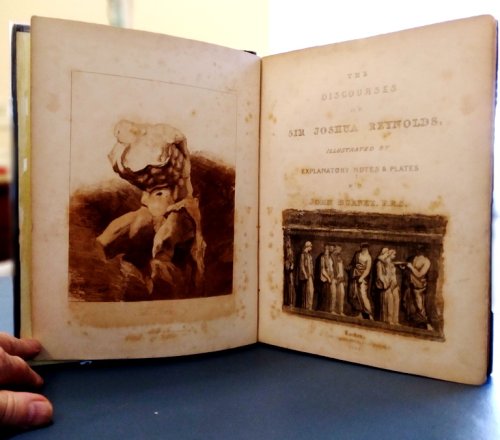 THE
DISCOURSES
OF
SIR JOSHUA REYNOLDS,
ILLUSTRATED BY
EXPLANATORY NOTES & PLATES
BY
JOHN BURNET, F.R.S.